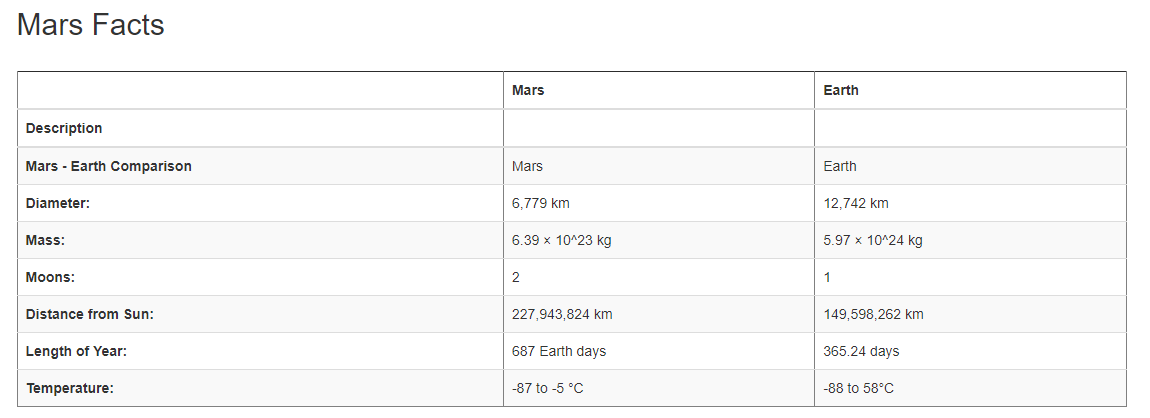 Mars Facts
Mars Earth
Description
Mars - Earth Comparison Mars Earth
Diameter: 6,779 km 12,742 km
Mass: 6.39 × 10^23 kg 5.97 × 10^24 kg
Moons: 2 1
Distance from Sun: 227,943,824 km 149,598,262 km
Length of Year: 687 Earth days 365.24 days
Temperature: -87 to -5 °C -88 to 58°C